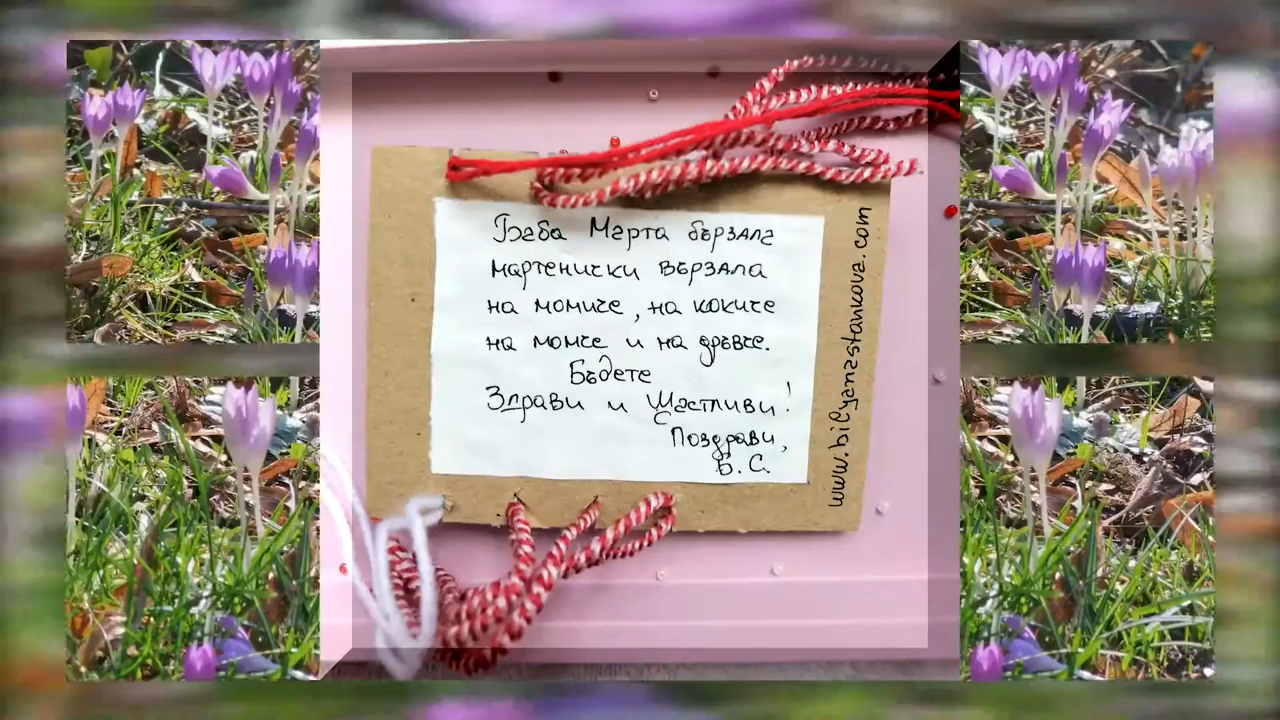 Баба Марта бързала
мартенички вързала
на момиче, на кокиче
на момче и на дръвче.
Бъдете
Здрави и Щастливи!
Поздрави,
Б. С.
www.bilyanastankova.com